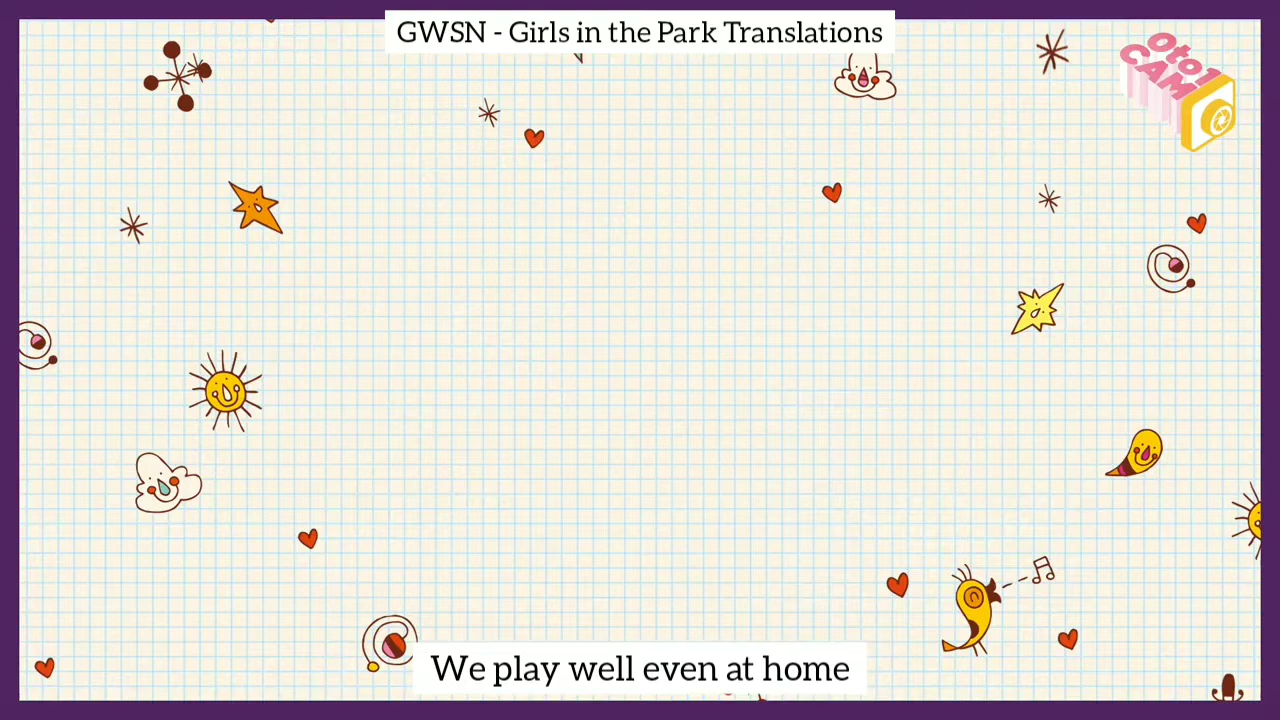 GWSN - Girls in the Park Translations
oto1
CAM
We play well even at home